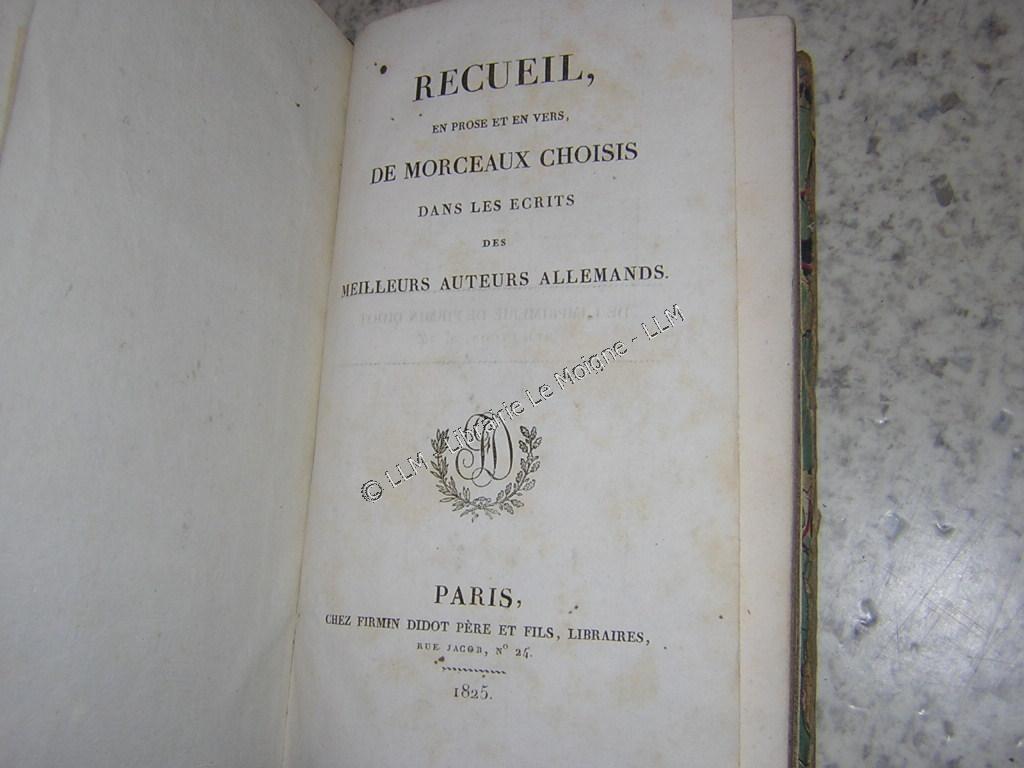 RECUEIL,
EN PROSE ET EN VERS,
DE MORCEAUX CHOISIS
DANS LES ECRITS
DES
MEILLEURS AUTEURS ALLEMANDS.
© LLM - Librairie Le Moigne - LLM
PARIS,
CHEZ FIRMIN DIDOT PÈRE ET FILS, LIBRAIRES,
RUE JACOB, Nº 24.
1825.